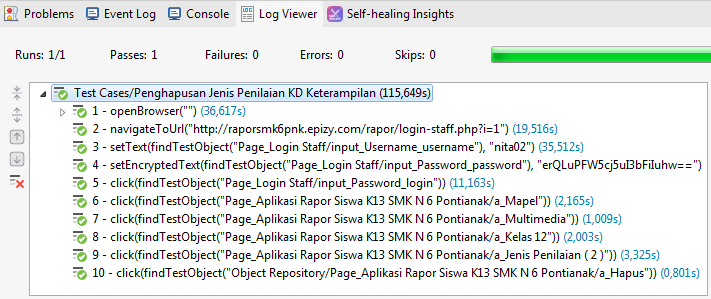 Problems Event Log Console Log Viewer Self-healing Insights
Runs: 1/1 Passes: 1 Failures: 0 Errors: 0 Skips: 0
Test Cases/Penghapusan Jenis Penilaian KD Keterampilan (115,649s)
1 - openBrowser("") (36,617s)
2 - navigateToUrl("http://raporsmk6pnk.epizy.com/rapor/login-staff.php?i=1") (19,516s)
3 - setText(findTestObject("Page_Login Staff/input_Username_username"), "nita02") (35,512s)
4 - setEncryptedText(findTestObject("Page_Login Staff/input_Password_password"), "erQLuPFW5cj5uI3bFiIuhw==")
5 - click(findTestObject("Page_Login Staff/input_Password_login")) (11,163s)
6 - click(findTestObject("Page_Aplikasi Rapor Siswa K13 SMK N 6 Pontianak/a_Mapel")) (2,165s)
7 - click(findTestObject("Page_Aplikasi Rapor Siswa K13 SMK N 6 Pontianak/a_Multimedia")) (1,009s)
8 - click(findTestObject("Page_Aplikasi Rapor Siswa K13 SMK N 6 Pontianak/a_Kelas 12")) (2,003s)
9 - click(findTestObject("Page_Aplikasi Rapor Siswa K13 SMK N 6 Pontianak/a_Jenis Penilaian ( 2 )")) (3,325s)
10 - click(findTestObject("Object Repository/Page_Aplikasi Rapor Siswa K13 SMK N 6 Pontianak/a_Hapus")) (0,801s)